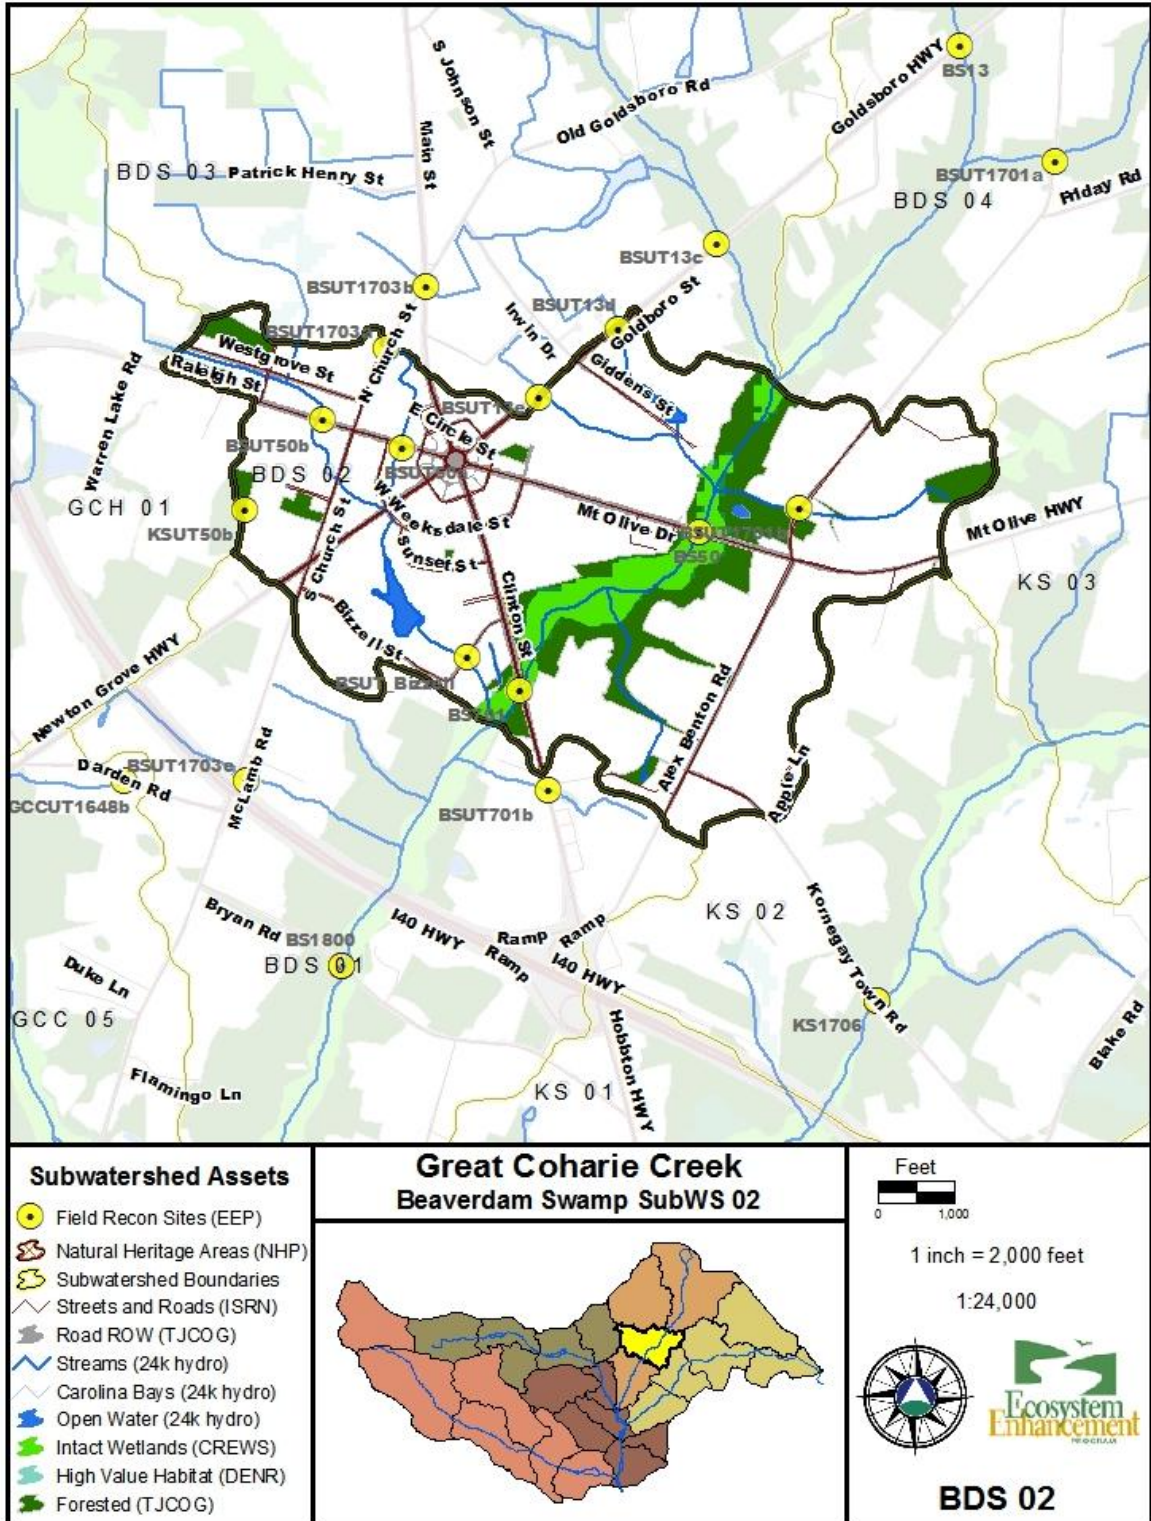 S Johnson St
Main St
Old Goldsboro Rd
Goldsboro HWY
BS13
BDS 03
Patrick Henry St
BSUT1701a
Friday Rd
BDS 04
BSUT13c
BSUT1703b
BSUT13d
Goldboro St
Irwin Dr
N Church St
Westgrove St
Raleigh St
Giddens St
Warren Lake Rd
E Circle St
BSUT50b
BDS 02
GCH 01
KSUT50b
W Weeksdale St
Mt Olive Dr
BS50
Mt Olive HWY
S Church St
Sunset St
KS 03
Clinton St
Bizzell St
BSUT_Bizzell
Newton Grove HWY
Alex Benton Rd
Apple Ln
Darden Rd
BSUT1703e
McLamb Rd
GCCUT1648b
BSUT701b
Bryan Rd
BS1800
BDS 01
I40 HWY
Ramp
Ramp
Ramp
I40 HWY
KS 02
Kornegay Town Rd
Duke Ln
GCC 05
KS1706
Hobbton HWY
Blake Rd
Flamingo Ln
KS 01
Subwatershed Assets
Field Recon Sites (EEP)
Natural Heritage Areas (NHP)
Subwatershed Boundaries
Streets and Roads (ISRN)
Road ROW (TJCOG)
Streams (24k hydro)
Carolina Bays (24k hydro)
Open Water (24k hydro)
Intact Wetlands (CREWS)
High Value Habitat (DENR)
Forested (TJCOG)
Great Coharie Creek
Beaverdam Swamp SubWS 02
Feet
0 1,000
1 inch = 2,000 feet
1:24,000
Ecosystem
Enhancement
PROGRAM
BDS 02